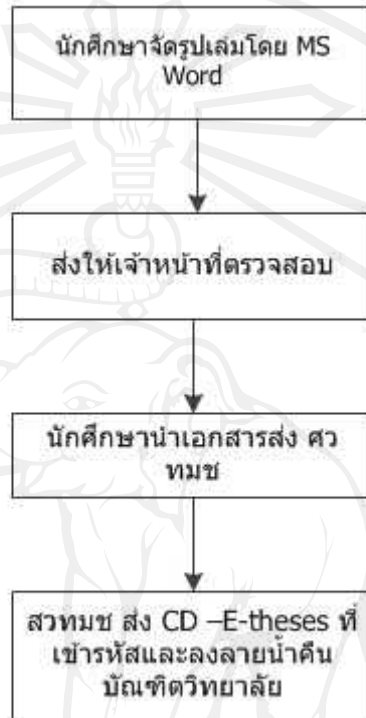 นักศึกษาจัดรูปเล่มโดย MS
Word
ส่งให้เจ้าหน้าที่ตรวจสอบ
นักศึกษานำเอกสารส่ง ศว
ทมช
สวทมช ส่ง CD –E-theses ที่
เข้ารหัสและลงลายน้ำคืน
บัณฑิตวิทยาลัย